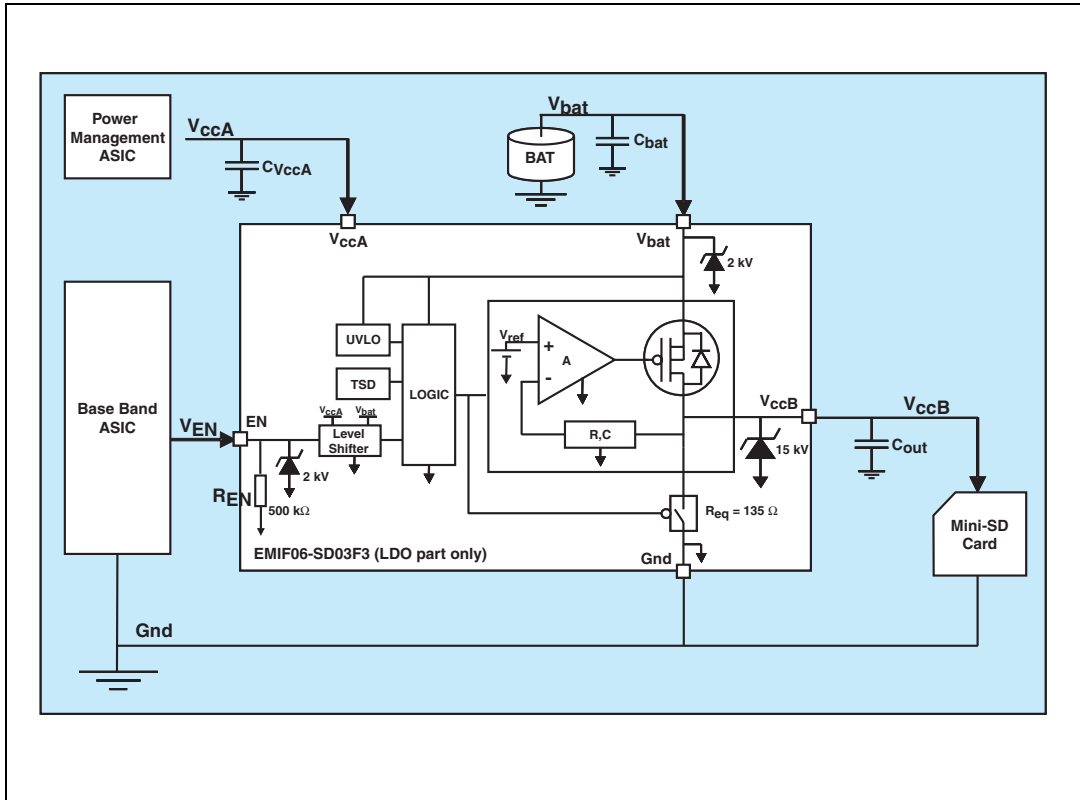 Power
Management
ASIC
VccA
CVccA
Vbat
BAT
Cbat
VccA
Vbat
2 kV
Base Band
ASIC
VEN
EN
REN
500 kΩ
2 kV
UVLO
TSD
LOGIC
VccA
Vbat
Level
Shifter
Vref
+
-
A
R,C
VccB
15 kV
VccB
Cout
Mini-SD
Card
Req = 135 Ω
EMIF06-SD03F3 (LDO part only)
Gnd
Gnd